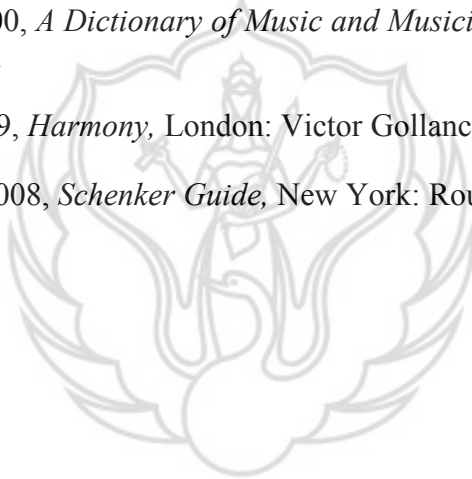 00, A Dictionary of Music and Musici
9, Harmony, London: Victor Gollanc
008, Schenker Guide, New York: Rou